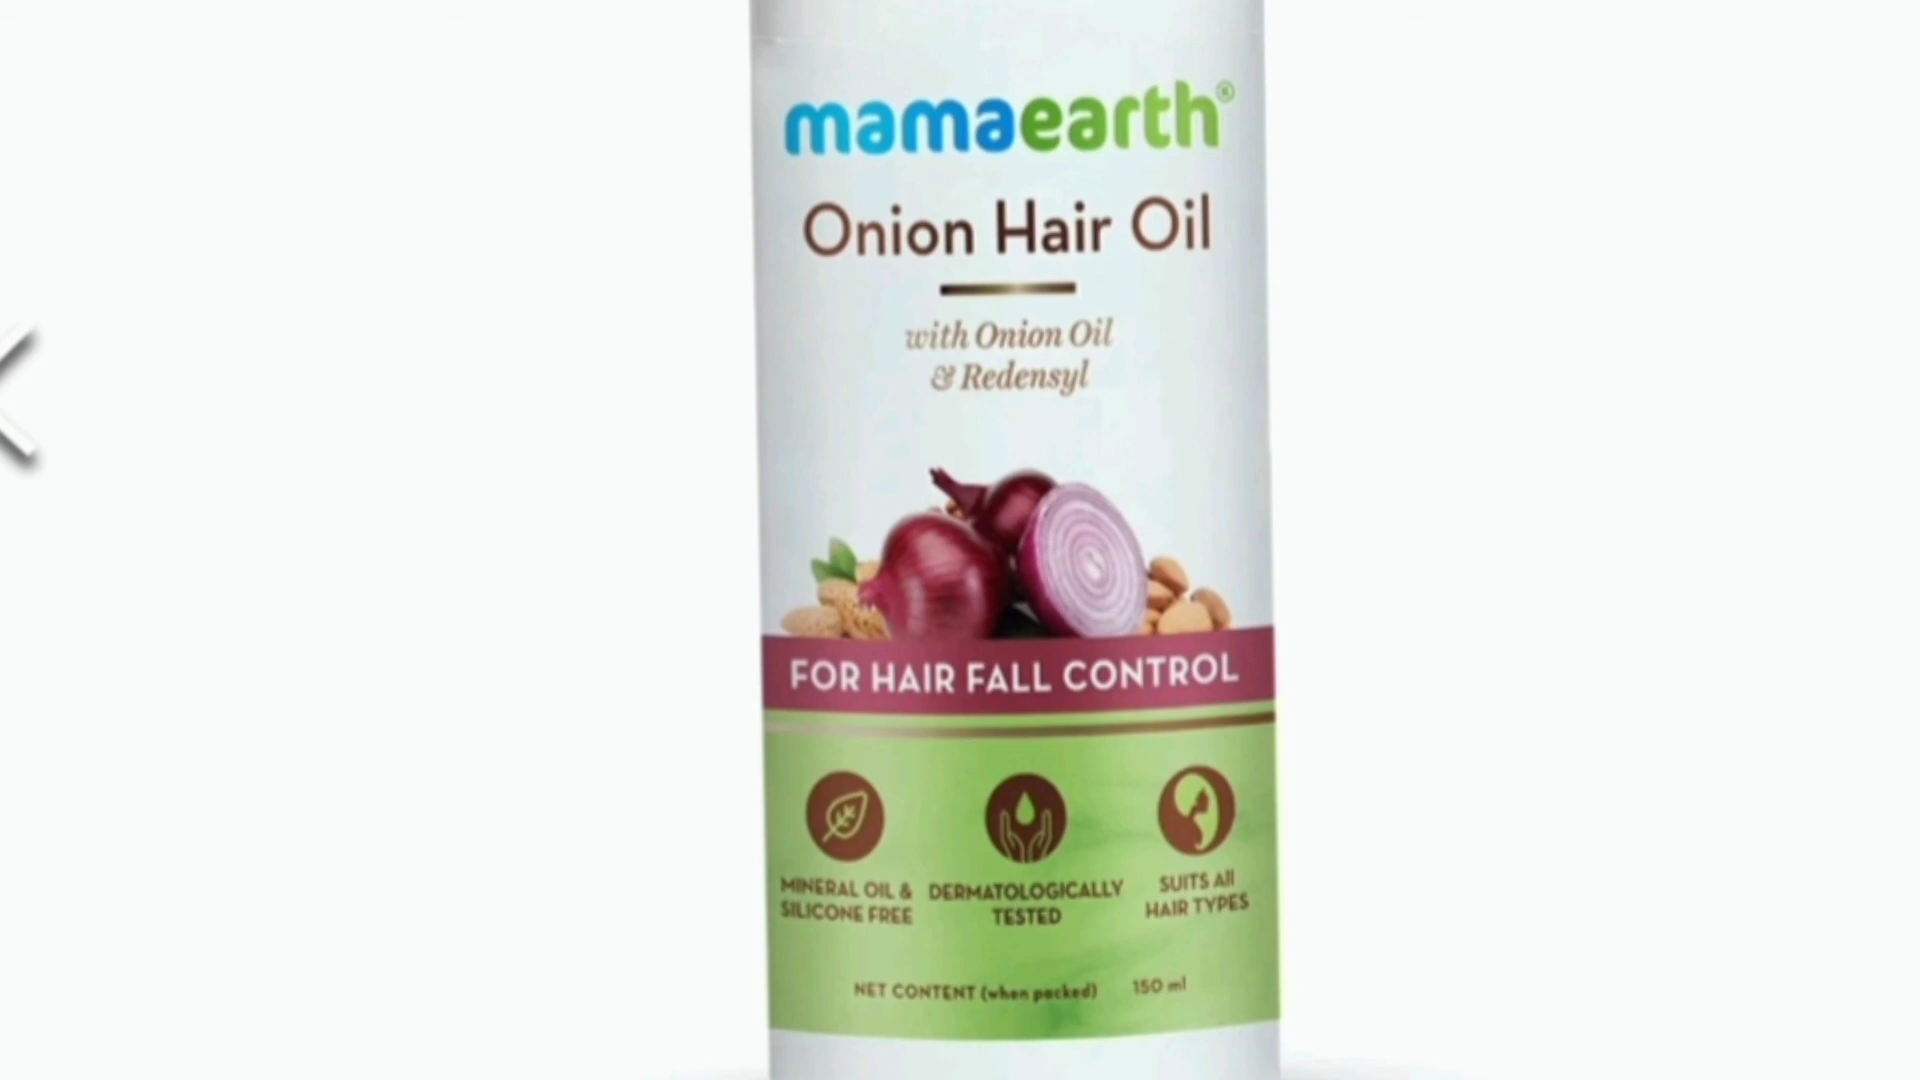 mamaearth®
Onion Hair Oil
with Onion Oil
& Redensyl
FOR HAIR FALL CONTROL
MINERAL OIL &
SILICONE FREE
DERMATOLOGICALLY
TESTED
SUITS All
HAIR TYPES
NET CONTENT (when packed) 150 ml